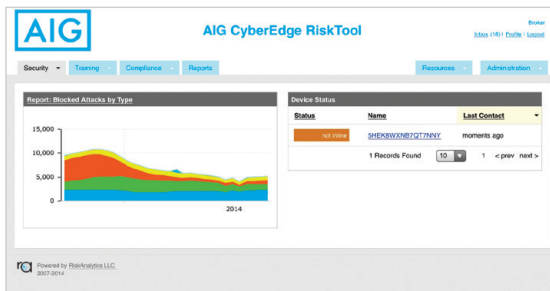 AIG
AIG CyberEdge RiskTool
Broker
Inbox (16) | Profile | Logout
Security Training Compliance Reports Resources Administration
Report: Blocked Attacks by Type
15,000
10,000
5,000
0
2014
Device Status
Status Name Last Contact
not inline SHEK8WXNB7QT7NNY moments ago
1 Records Found 10 1 < prev next >
ra Powered by RiskAnalytics LLC.
2007-2014